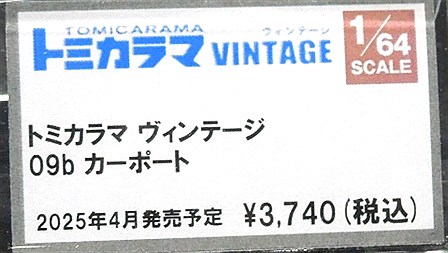 TOMICARAMA
ヴィンテージ
トミカラマ VINTAGE
1/64
SCALE
トミカラマ ヴィンテージ
09b カーポート
2025年4月発売予定 ¥3,740(税込)